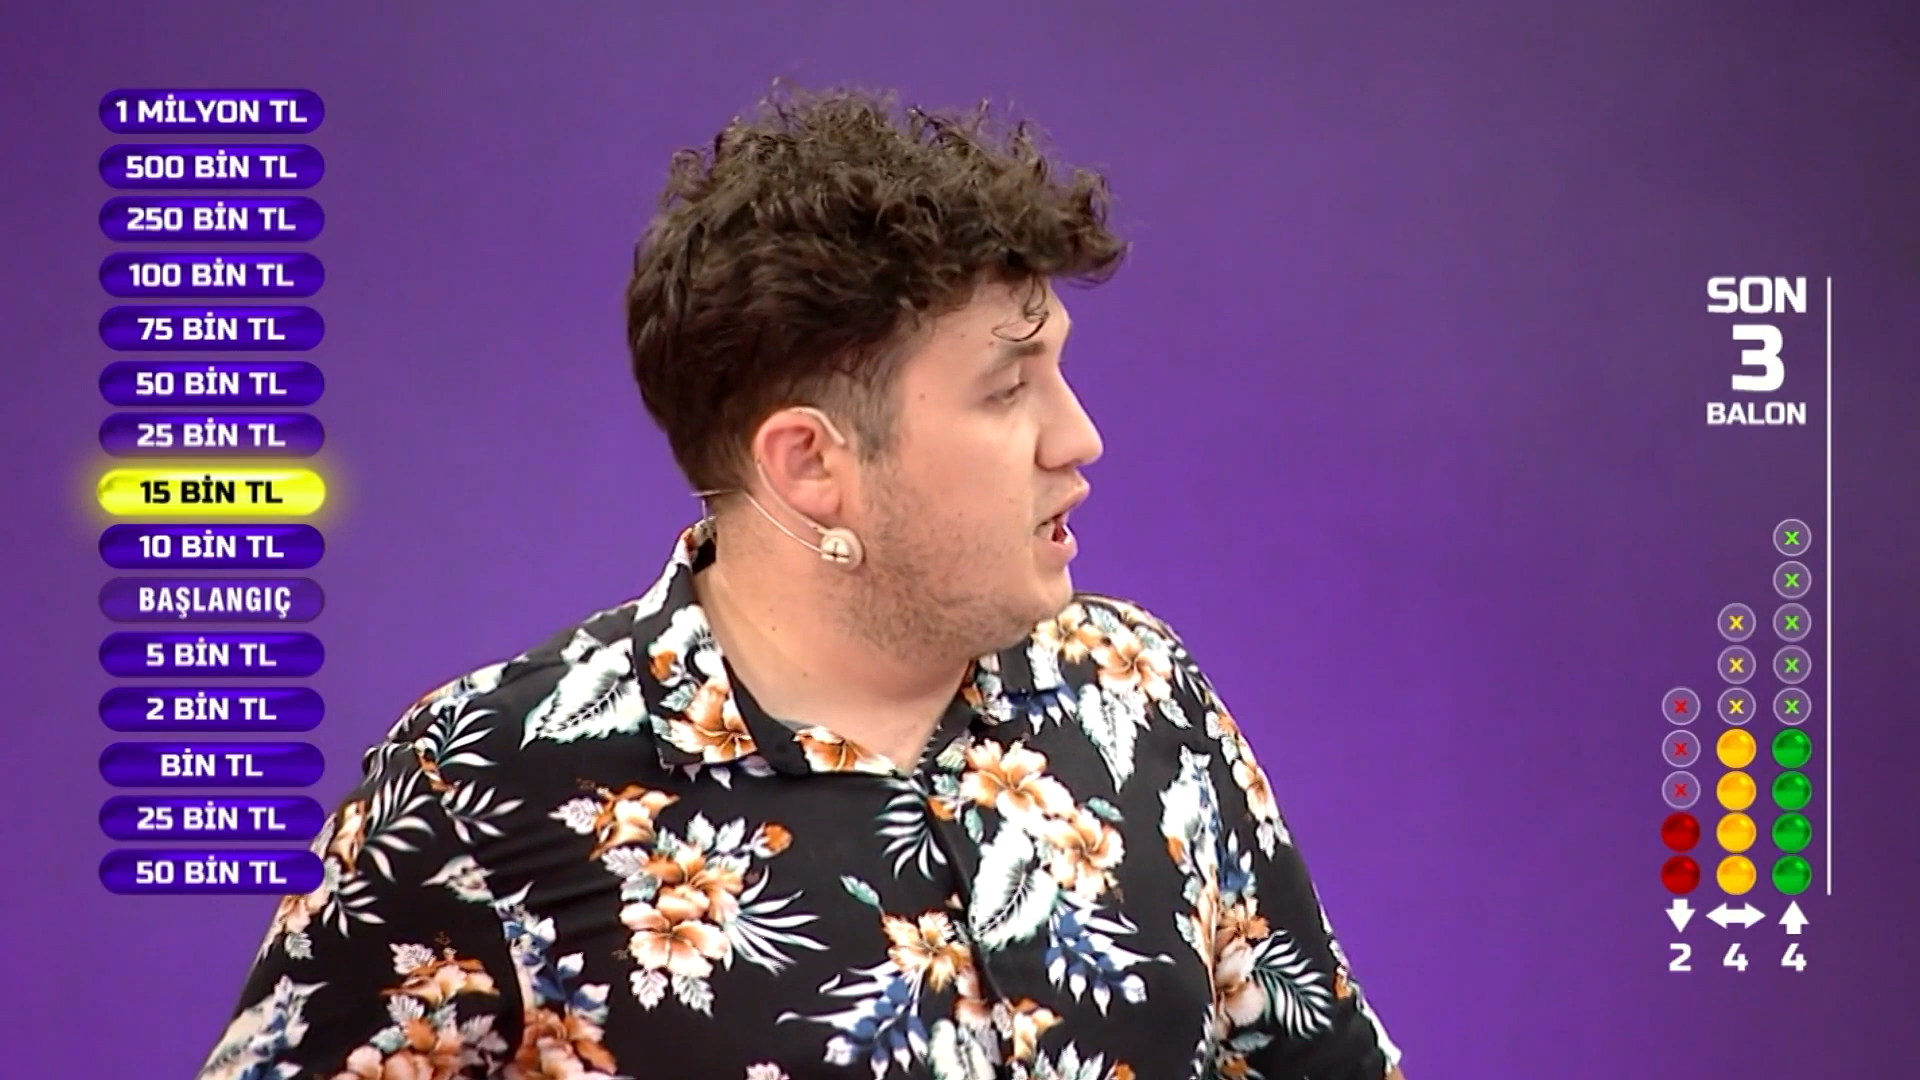 1 MİLYON TL
500 BİN TL
250 BİN TL
100 BİN TL
75 BİN TL
50 BİN TL
25 BİN TL
15 BİN TL
10 BİN TL
BAŞLANGIÇ
5 BİN TL
2 BİN TL
BİN TL
25 BİN TL
50 BİN TL
SON
3
BALON
X
X
X X
X X
X X X
X
X
2 4 4